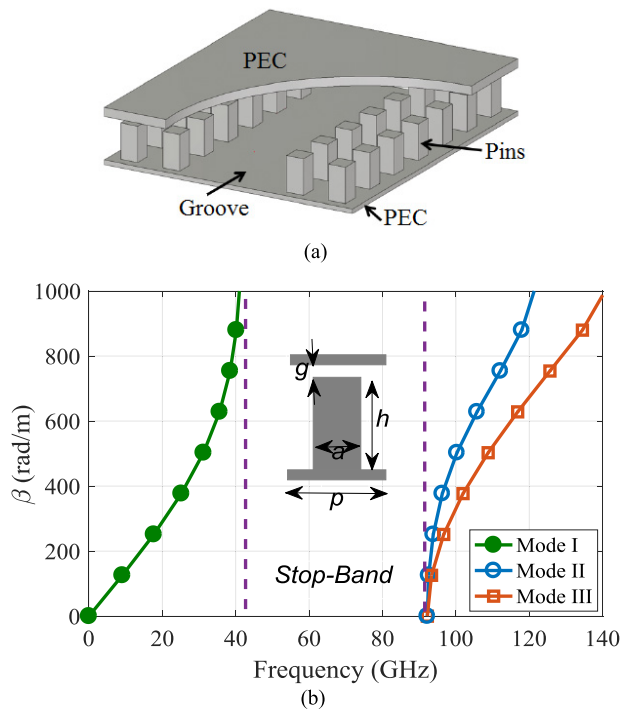 PEC
Pins
Groove
PEC
(a)
1000
800
600
400
200
0
β (rad/m)
g
h
a
p
Stop-Band
Mode I
Mode II
Mode III
0
20
40
60
80
100
120
140
Frequency (GHz)
(b)